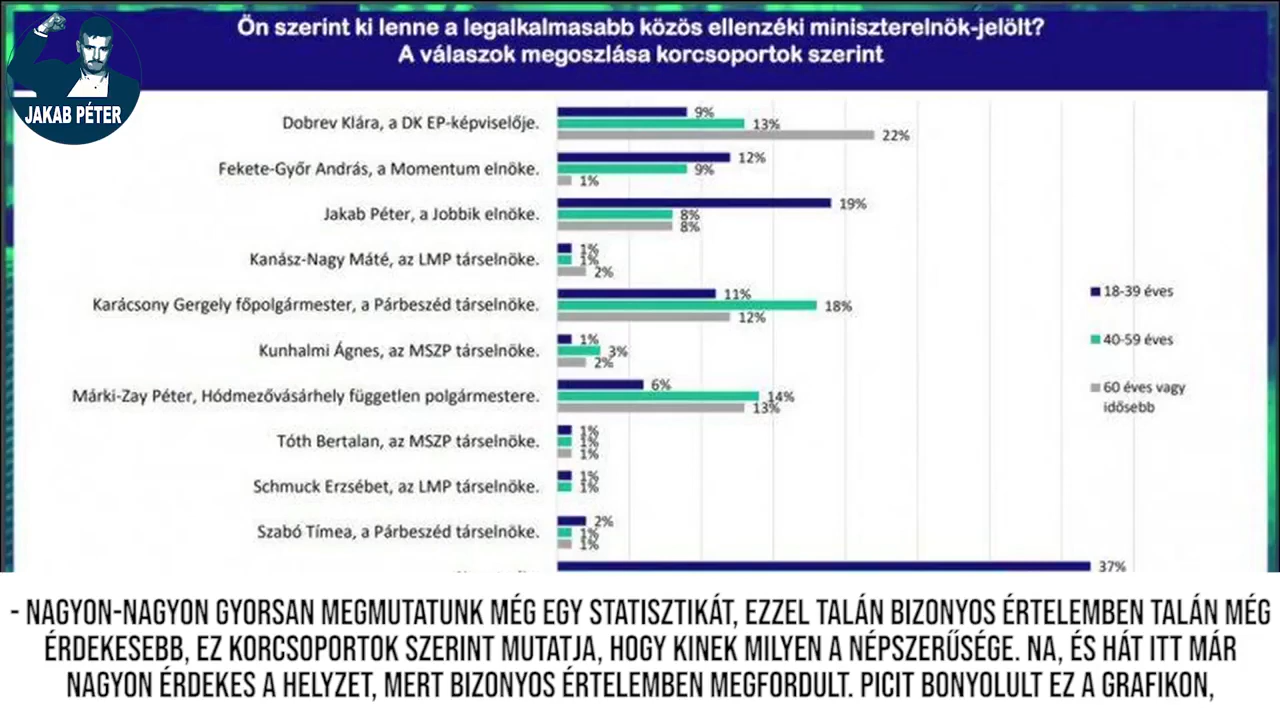 Ön szerint ki lenne a legalkalmasabb közös ellenzéki miniszterelnök-jelölt?
A válaszok megoszlása korcsoportok szerint
JAKAB PÉTER
Dobrev Klára, a DK EP-képviselője.
9%
13%
22%
Fekete-Győr András, a Momentum elnöke.
12%
9%
1%
Jakab Péter, a Jobbik elnöke.
19%
8%
8%
Kanász-Nagy Máté, az LMP társelnöke.
1%
1%
2%
Karácsony Gergely főpolgármester, a Párbeszéd társelnöke.
11%
18%
12%
Kunhalmi Ágnes, az MSZP társelnöke.
1%
3%
2%
Márki-Zay Péter, Hódmezővásárhely független polgármestere.
6%
14%
13%
Tóth Bertalan, az MSZP társelnöke.
1%
1%
1%
Schmuck Erzsébet, az LMP társelnöke.
1%
1%
Szabó Tímea, a Párbeszéd társelnöke.
2%
1%
1%
37%
18-39 éves
40-59 éves
60 éves vagy
idősebb
- NAGYON-NAGYON GYORSAN MEGMUTATUNK MÉG EGY STATISZTIKÁT, EZZEL TALÁN BIZONYOS ÉRTELEMBEN TALÁN MÉG
ÉRDEKESEBB, EZ KORCSOPORTOK SZERINT MUTATJA, HOGY KINEK MILYEN A NÉPSZERŰSÉGE. NA, ÉS HÁT ITT MÁR
NAGYON ÉRDEKES A HELYZET, MERT BIZONYOS ÉRTELEMBEN MEGFORDULT. PICIT BONYOLULT EZ A GRAFIKON,